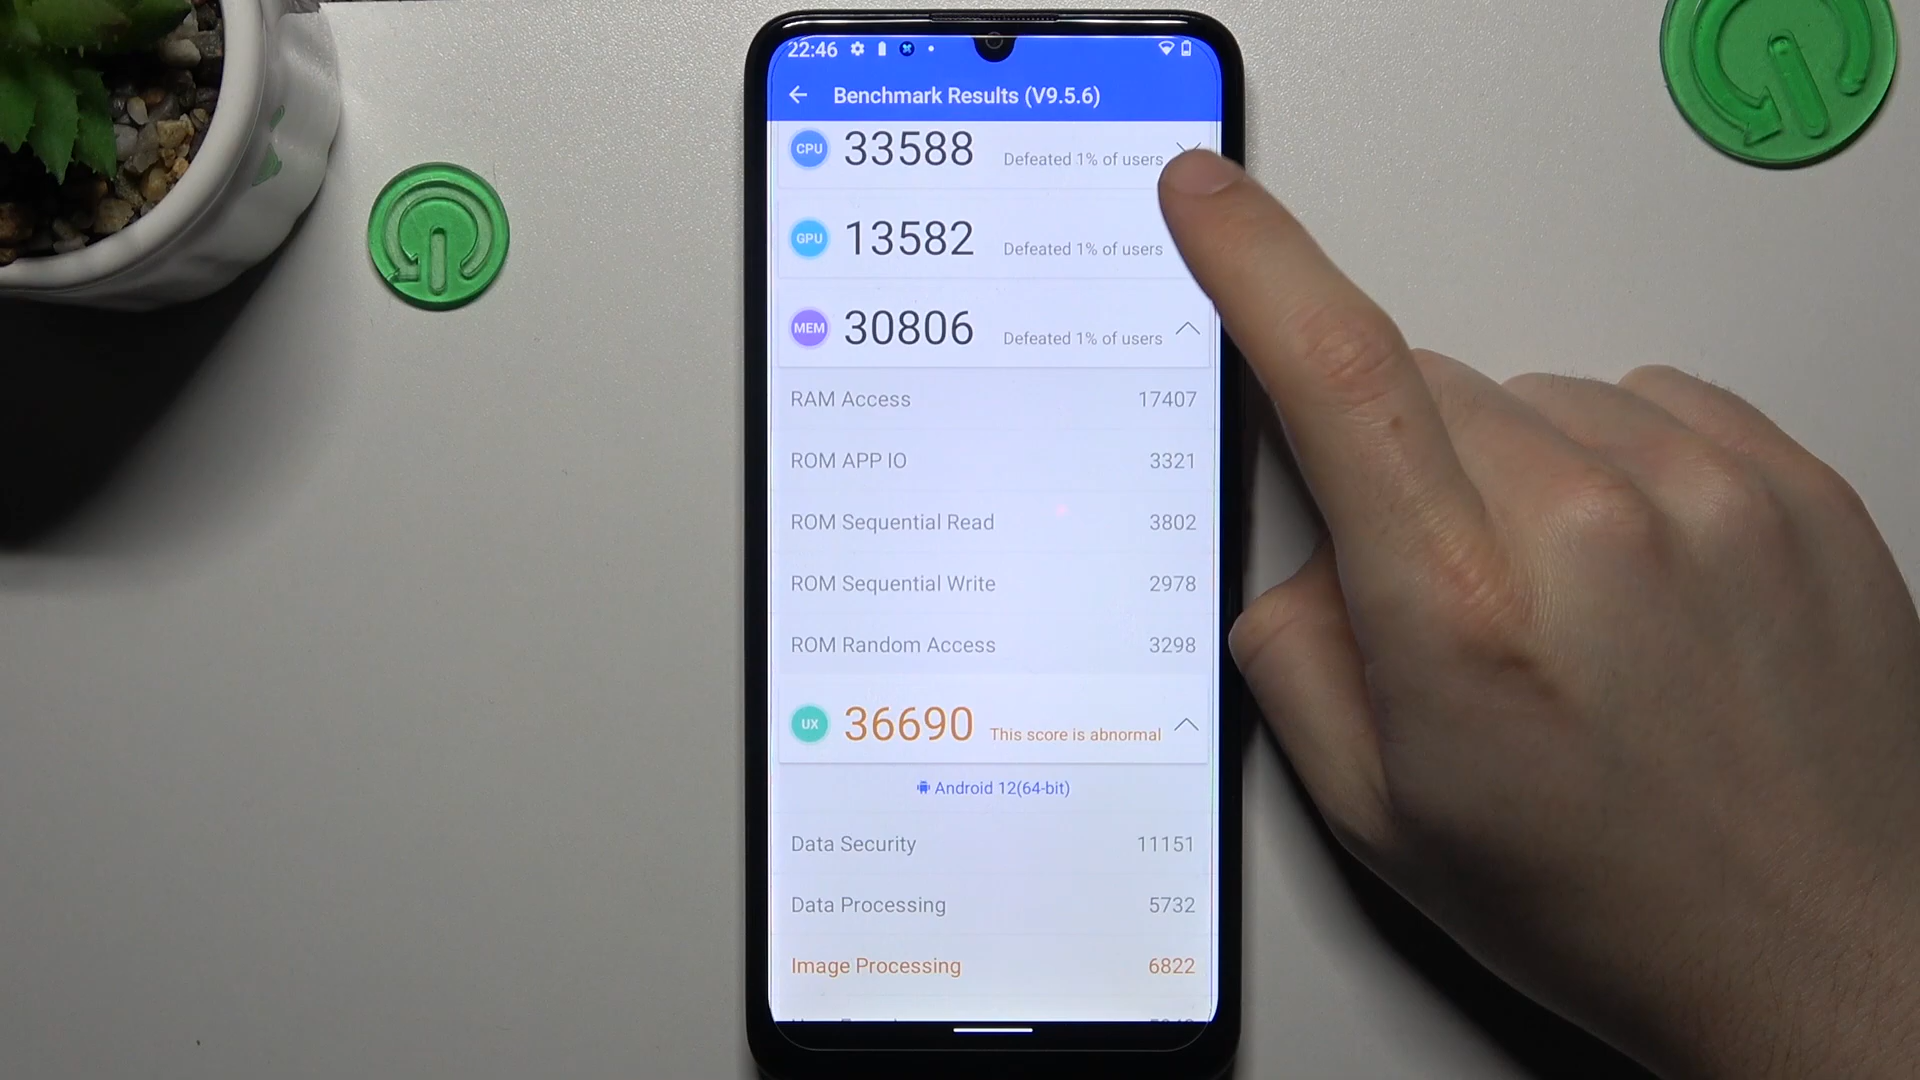 22:46
Benchmark Results (V9.5.6)
CPU 33588 Defeated 1% of users
GPU 13582 Defeated 1% of users
MEM 30806 Defeated 1% of users
RAM Access 17407
ROM APP IO 3321
ROM Sequential Read 3802
ROM Sequential Write 2978
ROM Random Access 3298
UX 36690 This score is abnormal
Android 12(64-bit)
Data Security 11151
Data Processing 5732
Image Processing 6822